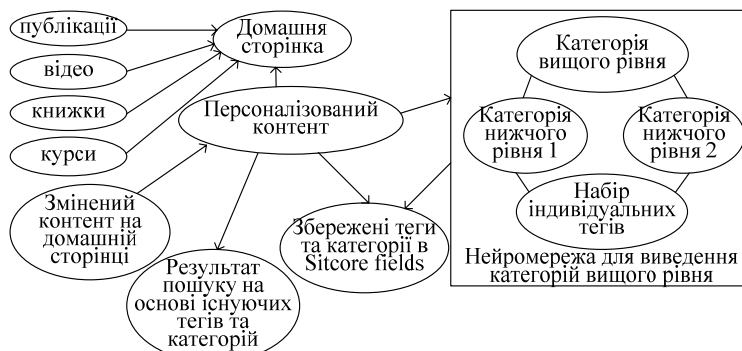 публікації
відео
книжки
курси
Домашня
сторінка
Персоналізований
контент
Змінений
контент на
домашній
сторінці
Результат
пошуку на
основі існуючих
тегів та
категорій
Збережені теги
та категорії в
Sitcore fields
Категорія
вищого рівня
Категорія
нижчого
рівня 1
Категорія
нижчого
рівня 2
Набір
індивідуальних
тегів
Нейромережа для виведення
категорій вищого рівня